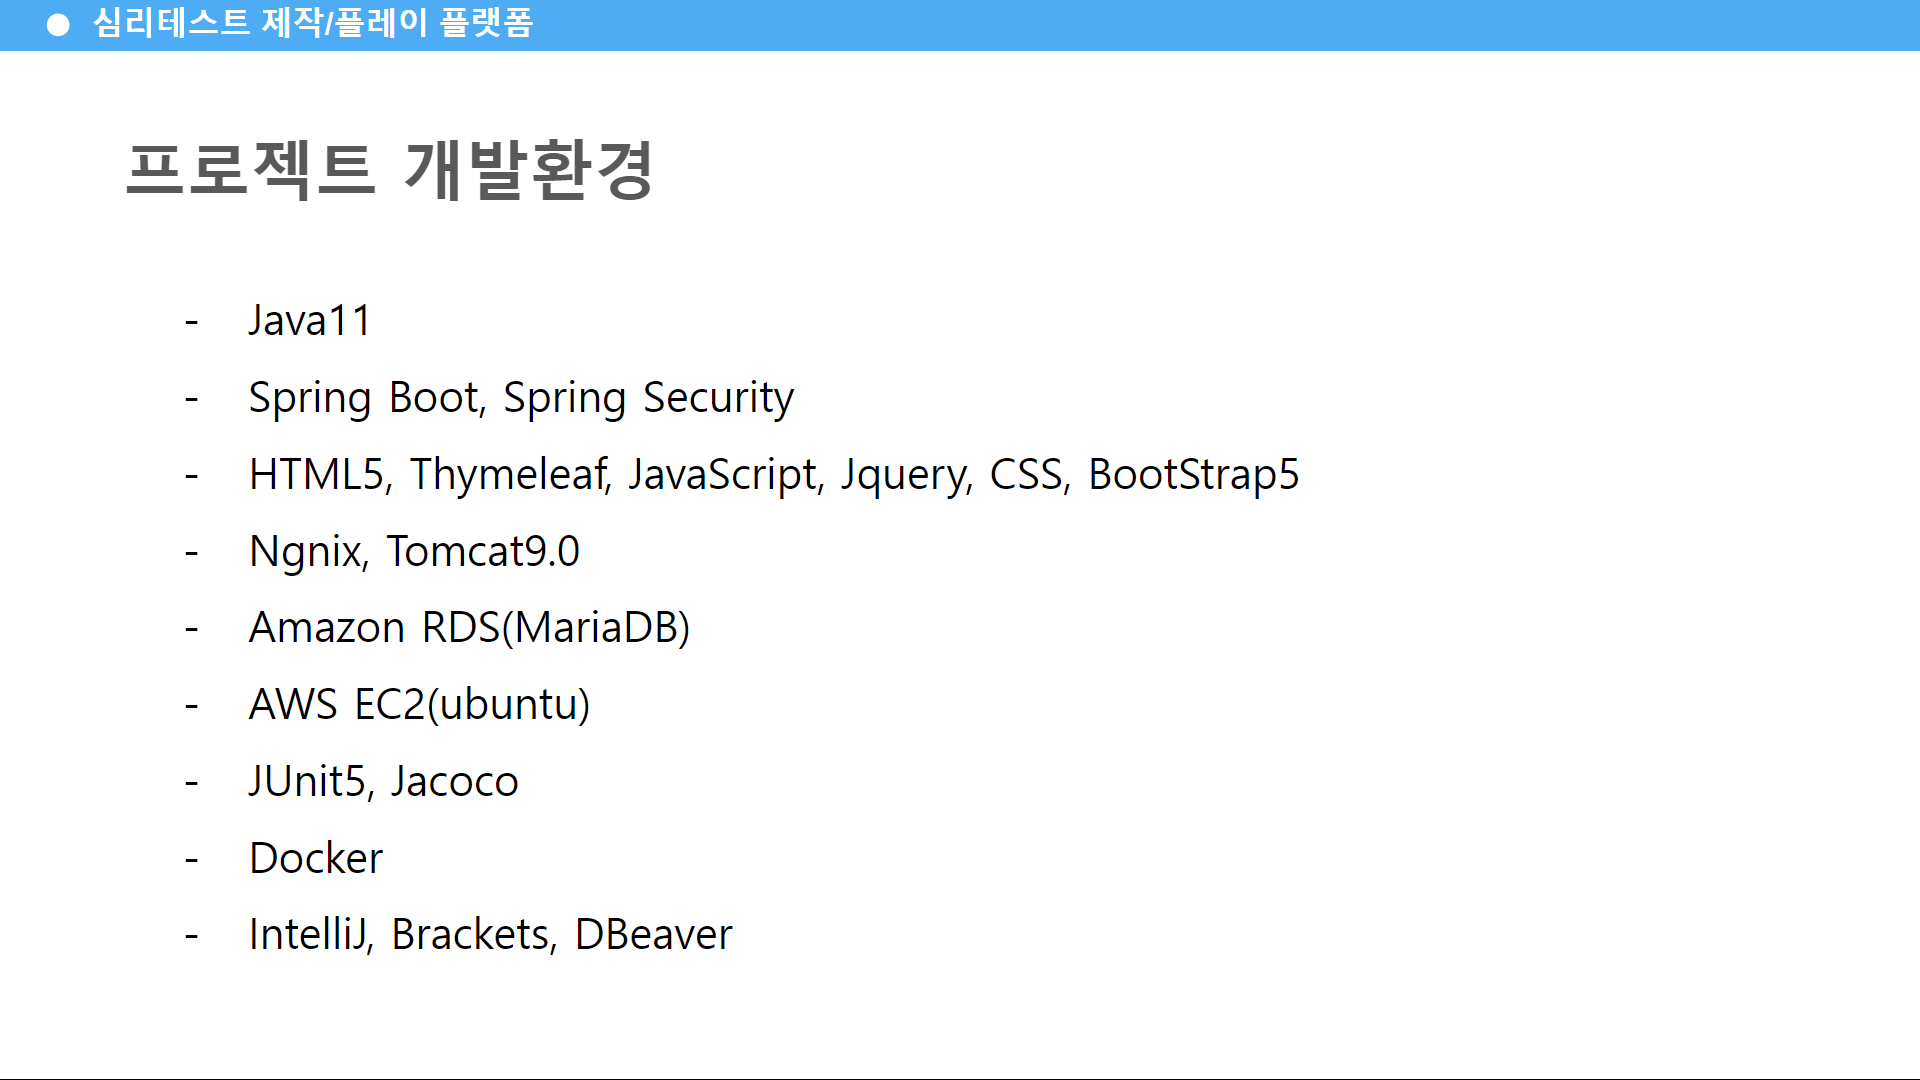 ● 심리테스트 제작/플레이 플랫폼
프로젝트 개발환경
- Java11
- Spring Boot, Spring Security
- HTML5, Thymeleaf, JavaScript, Jquery, CSS, BootStrap5
- Ngnix, Tomcat9.0
- Amazon RDS(MariaDB)
- AWS EC2(ubuntu)
- JUnit5, Jacoco
- Docker
- IntelliJ, Brackets, DBeaver